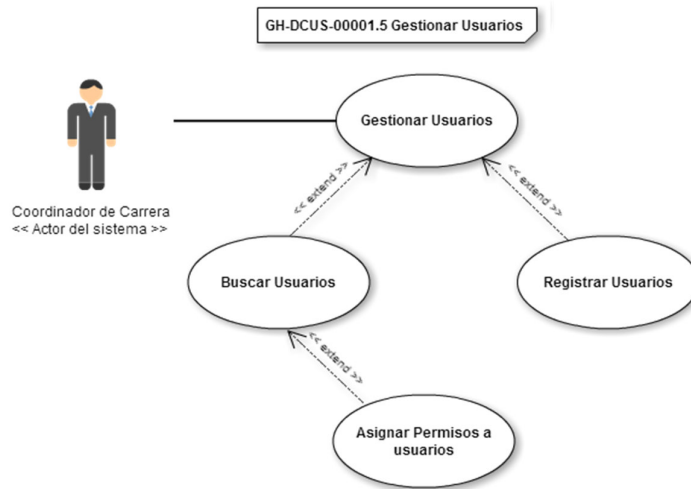 GH-DCUS-00001.5 Gestionar Usuarios
Gestionar Usuarios
<< extend >>
<< extend >>
Coordinador de Carrera
<< Actor del sistema >>
Buscar Usuarios
Registrar Usuarios
<< extend >>
Asignar Permisos a
usuarios